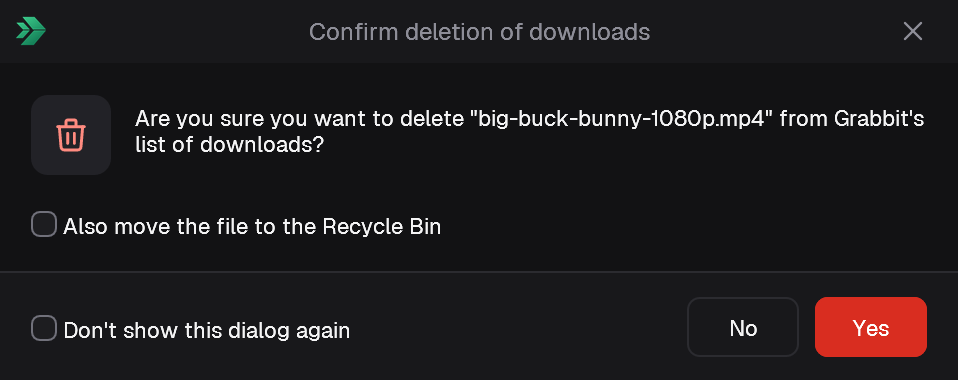 Confirm deletion of downloads
Are you sure you want to delete "big-buck-bunny-1080p.mp4" from Grabbit's
list of downloads?
Also move the file to the Recycle Bin
Don't show this dialog again
No
Yes